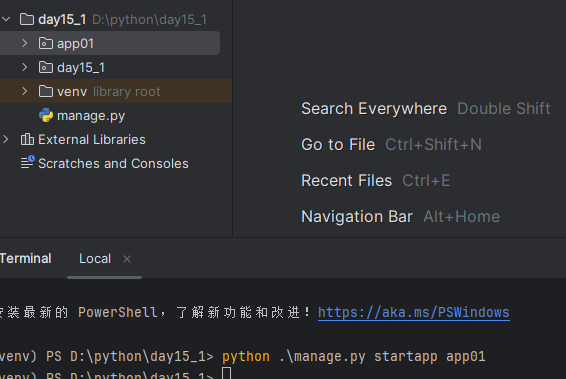 day15_1 D:\python\day15_1
app01
day15_1
venv library root
manage.py
External Libraries
Scratches and Consoles
Search Everywhere Double Shift
Go to File Ctrl+Shift+N
Recent Files Ctrl+E
Navigation Bar Alt+Home
Terminal Local
安装最新的 PowerShell，了解新功能和改进！https://aka.ms/PSWindows
venv) PS D:\python\day15_1> python .\manage.py startapp app01
venv) PS D:\python\day15_1>